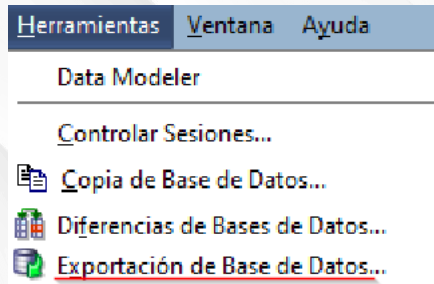 Herramientas Ventana Ayuda
Data Modeler
Controlar Sesiones...
Copia de Base de Datos...
Diferencias de Bases de Datos...
Exportación de Base de Datos...